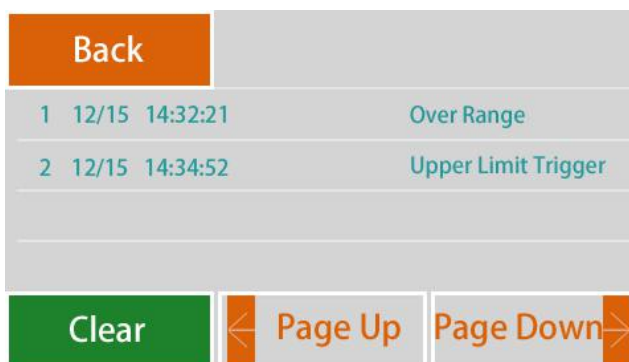 Back
1 12/15 14:32:21 Over Range
2 12/15 14:34:52 Upper Limit Trigger
Clear Page Up Page Down